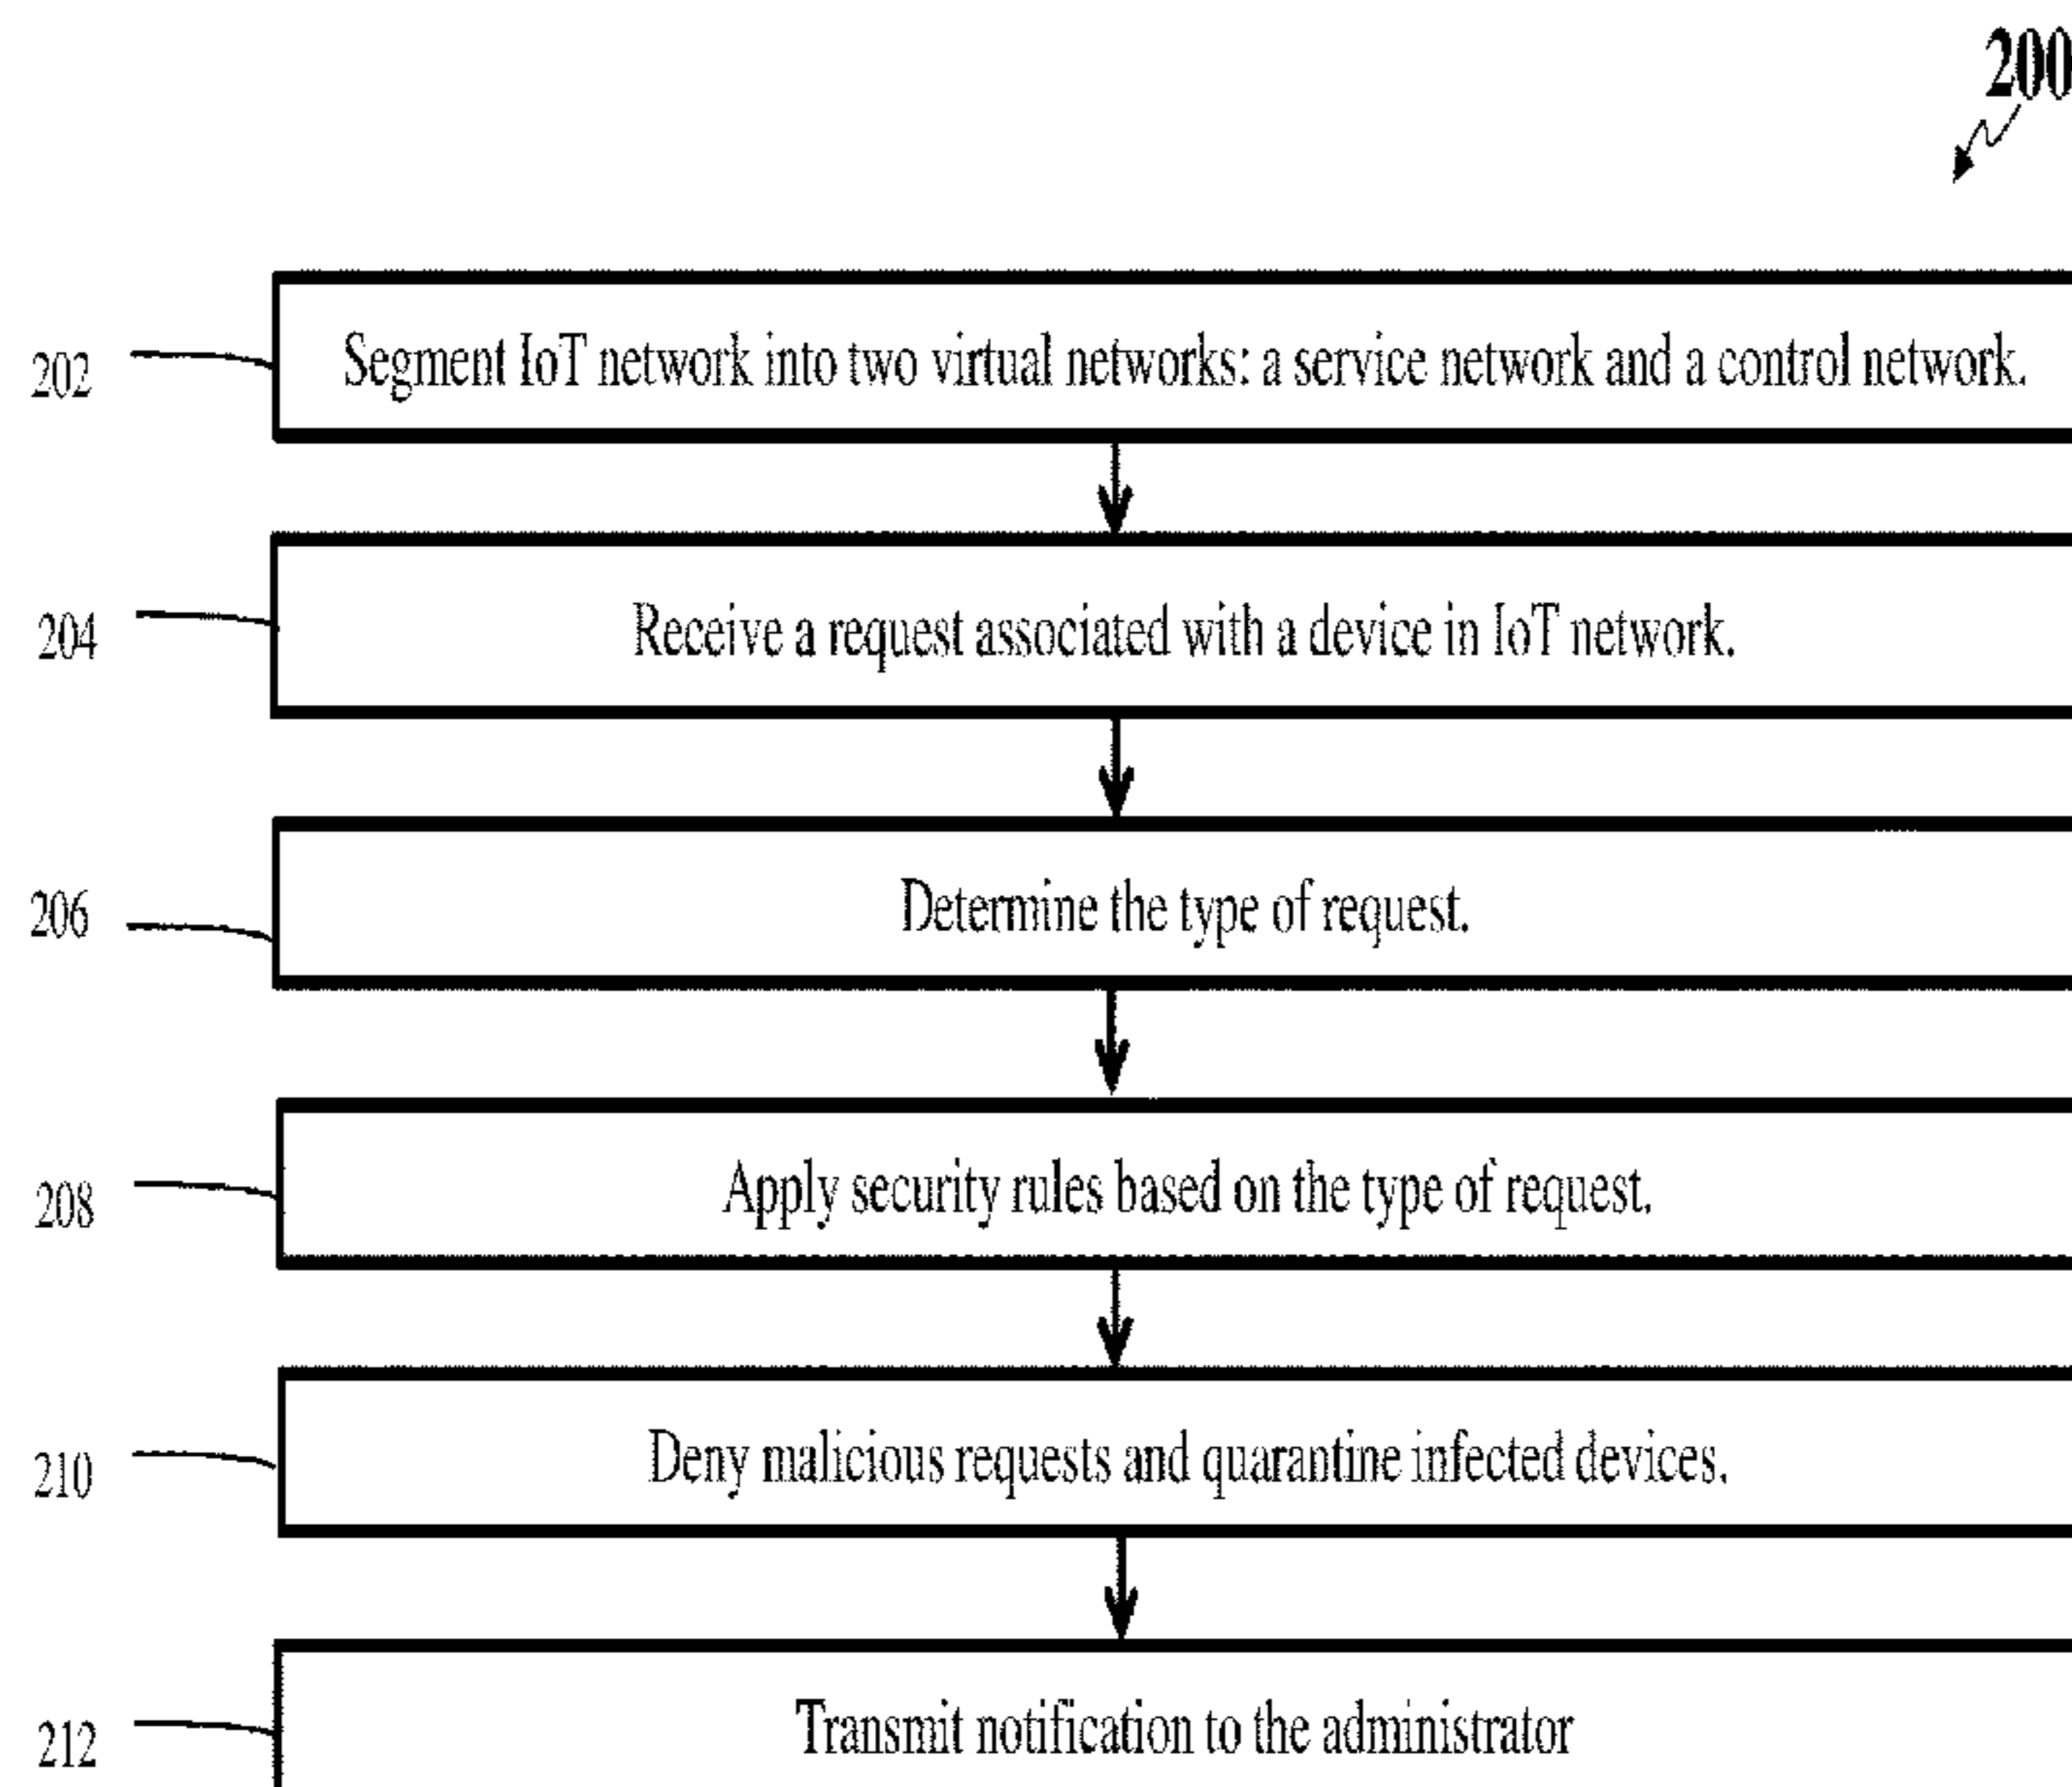 200
202
Segment IoT network into two virtual networks: a service network and a control network.
204
Receive a request associated with a device in IoT network.
206
Determine the type of request.
208
Apply security rules based on the type of request.
210
Deny malicious requests and quarantine infected devices.
212
Transmit notification to the administrator